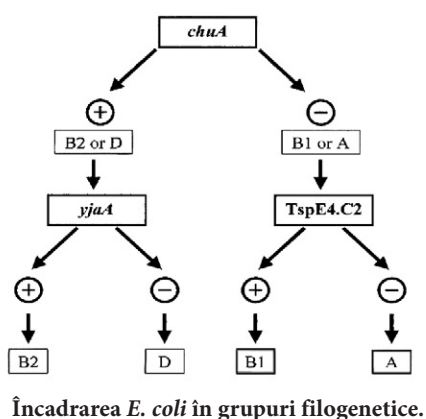 chuA
+ −
B2 or D B1 or A
yjaA TspE4.C2
+ − + −
B2 D B1 A
Încadrarea E. coli în grupuri filogenetice.